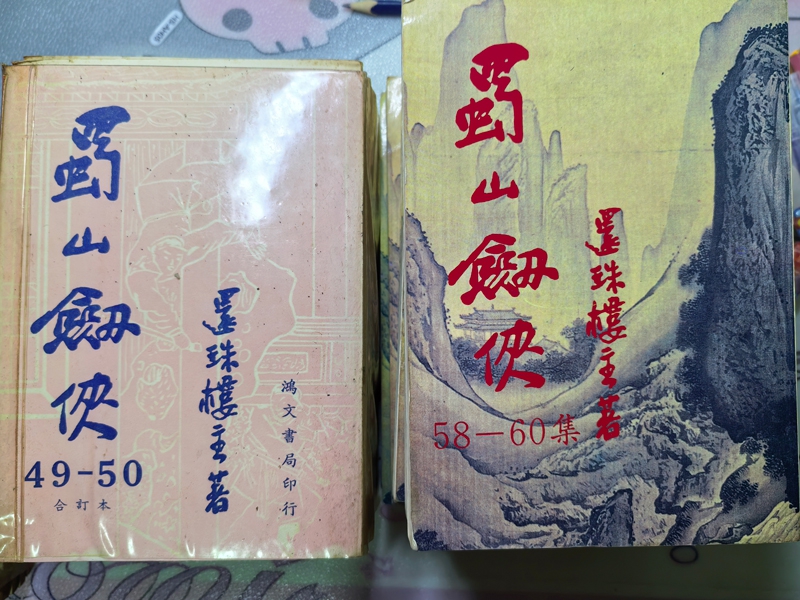 蜀山劍俠
還珠樓主著
49-50
合訂本
鴻文書局印行
蜀山劍俠
還珠樓主著
58—60集